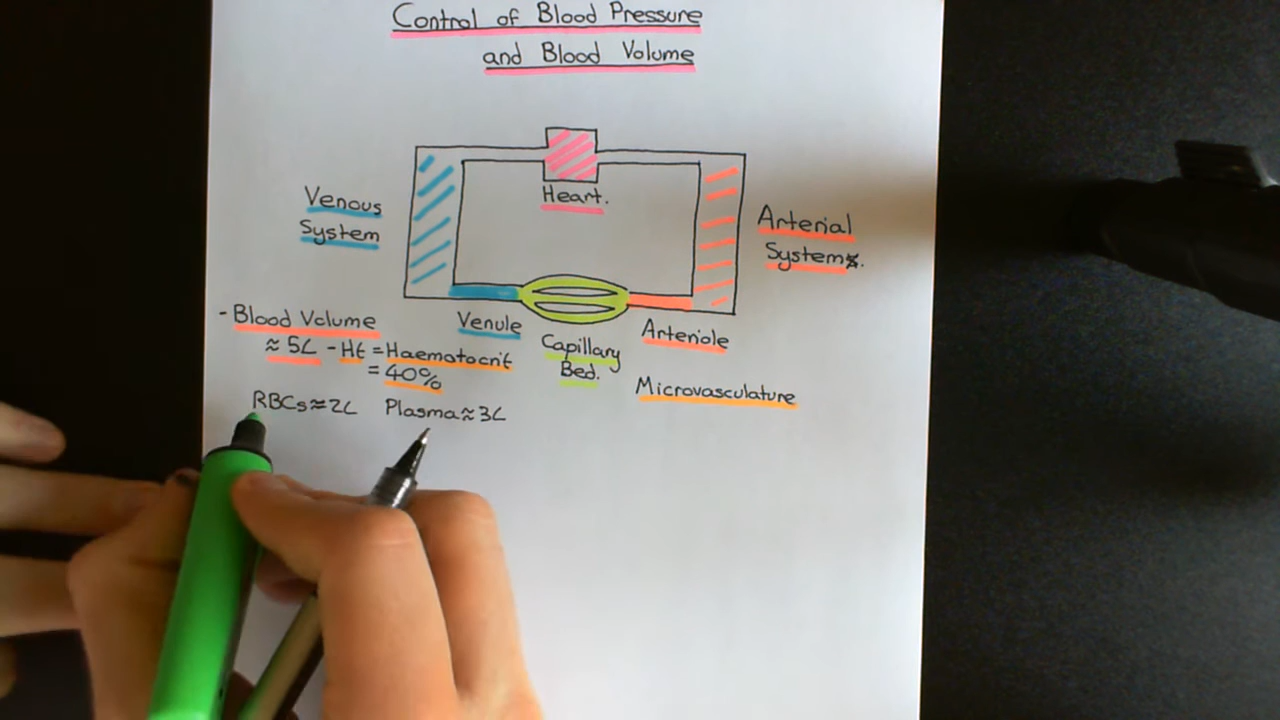 Control of Blood Pressure
and Blood Volume
Heart.
Venous
System
Arterial
System.
Venule
Capillary
Bed.
Arteriole
Microvasculature
- Blood Volume
≈ 5L - Ht = Haematocrit
= 40%
RBCs ≈ 2L Plasma ≈ 3L